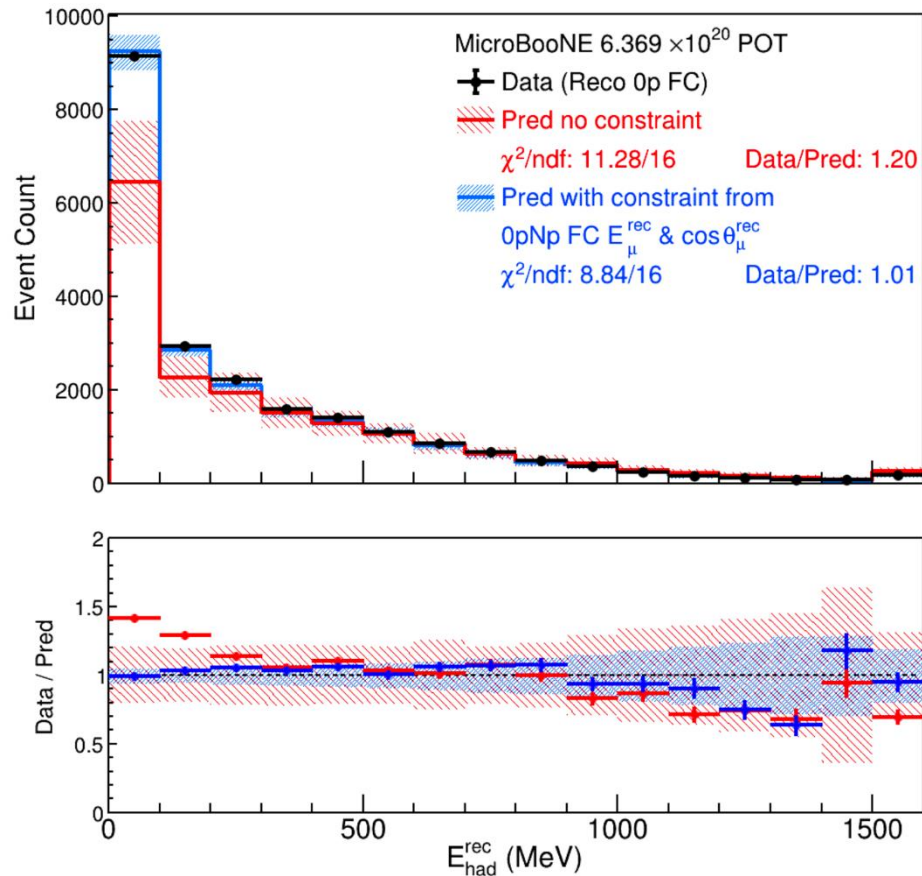 10000
8000
6000
4000
2000
0
Event Count
MicroBooNE 6.369 ×10²⁰ POT
Data (Reco 0p FC)
Pred no constraint
χ²/ndf: 11.28/16 Data/Pred: 1.20
Pred with constraint from
0pNp FC E_μ^rec & cosθ_μ^rec
χ²/ndf: 8.84/16 Data/Pred: 1.01
2
1.5
1
0.5
0
Data / Pred
0 500 1000 1500
E_had^rec (MeV)